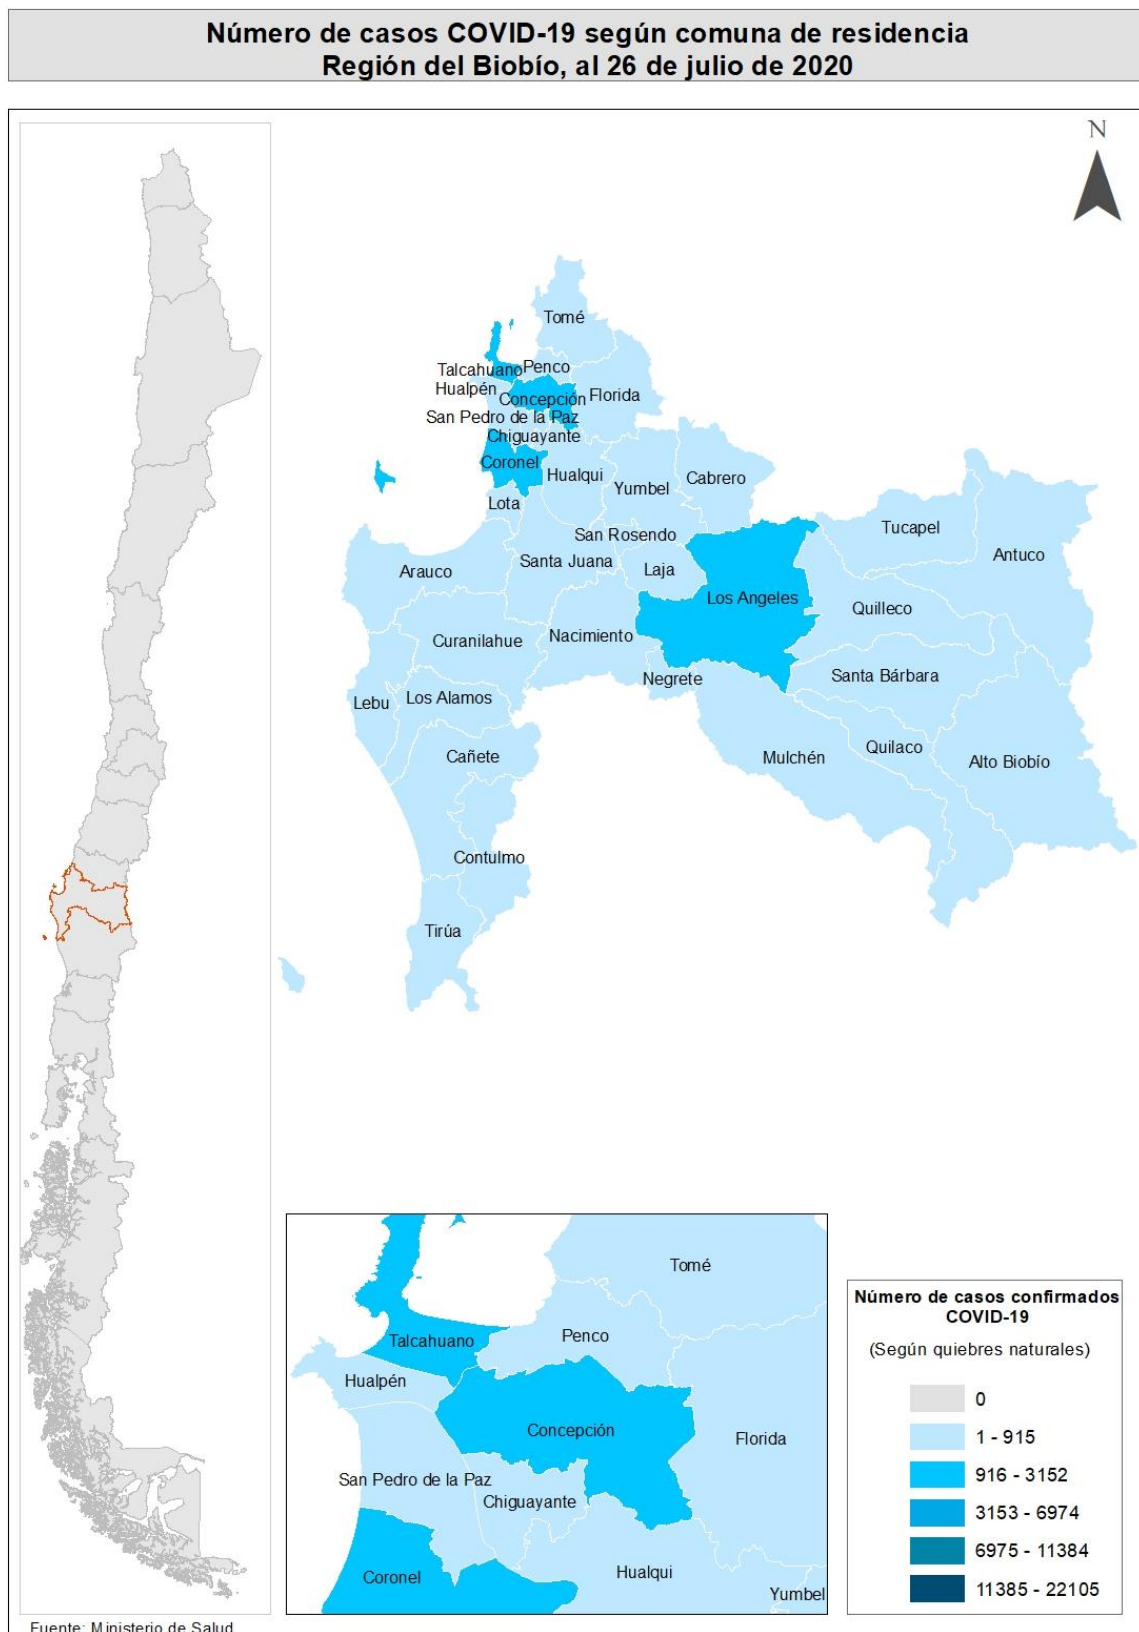 Número de casos COVID-19 según comuna de residencia
Región del Biobío, al 26 de julio de 2020
N
Tomé
Talcahuano
Penco
Hualpén
Florida
Concepción
San Pedro de la Paz
Chiguayante
Coronel
Hualqui
Cabrero
Yumbel
Lota
Tucapel
San Rosendo
Antuco
Santa Juana
Laja
Arauco
Los Angeles
Quilleco
Nacimiento
Curanilahue
Santa Bárbara
Negrete
Los Alamos
Lebu
Quilaco
Cañete
Mulchén
Alto Biobío
Contulmo
Tirúa
Tomé
Penco
Talcahuano
Hualpén
Concepción
Florida
San Pedro de la Paz
Chiguayante
Hualqui
Coronel
Yumbel
Número de casos confirmados
COVID-19
(Según quiebres naturales)
0
1 - 915
916 - 3152
3153 - 6974
6975 - 11384
11385 - 22105
Fuente: Ministerio de Salud